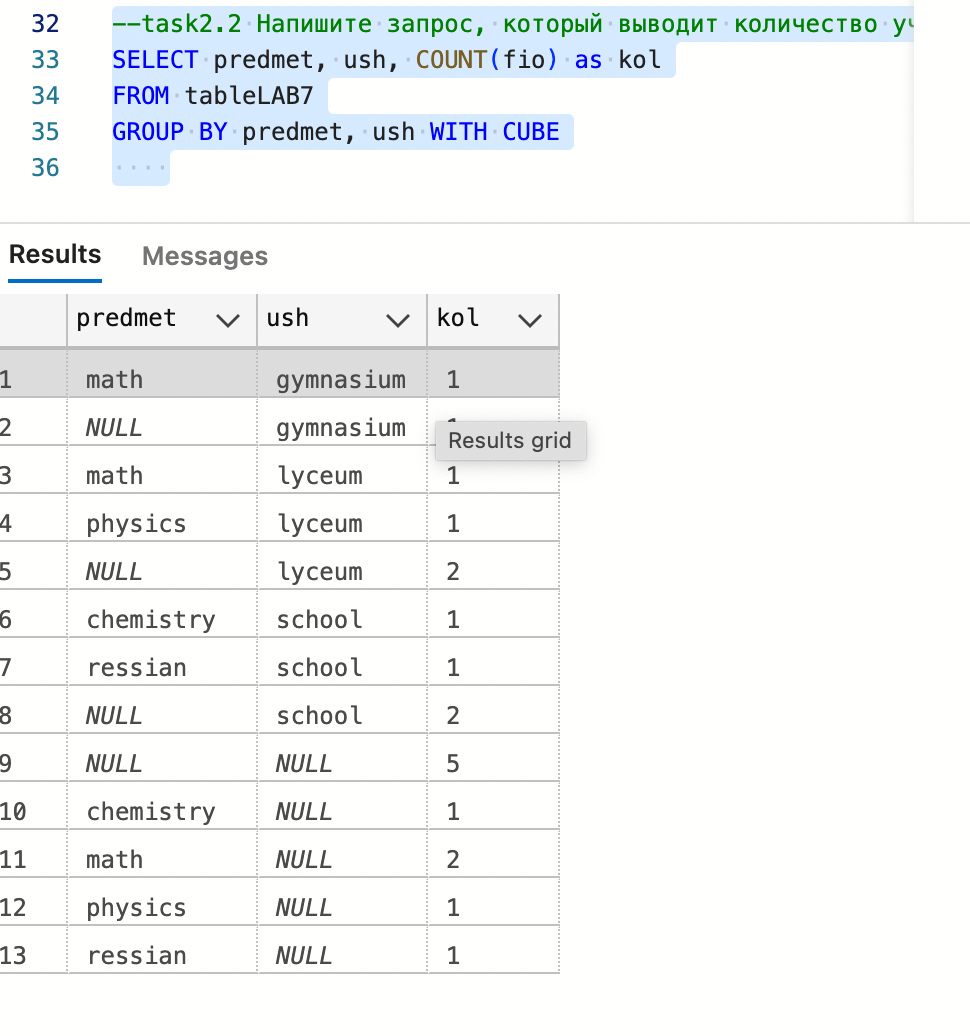 32 --task2.2 Напишите запрос, который выводит количество
33 SELECT predmet, ush, COUNT(fio) as kol
34 FROM tableLAB7
35 GROUP BY predmet, ush WITH CUBE
36
Results Messages
predmet ush kol
1 math gymnasium 1
2 NULL gymnasium
Results grid
3 math lyceum 1
4 physics lyceum 1
5 NULL lyceum 2
6 chemistry school 1
7 ressian school 1
8 NULL school 2
9 NULL NULL 5
10 chemistry NULL 1
11 math NULL 2
12 physics NULL 1
13 ressian NULL 1